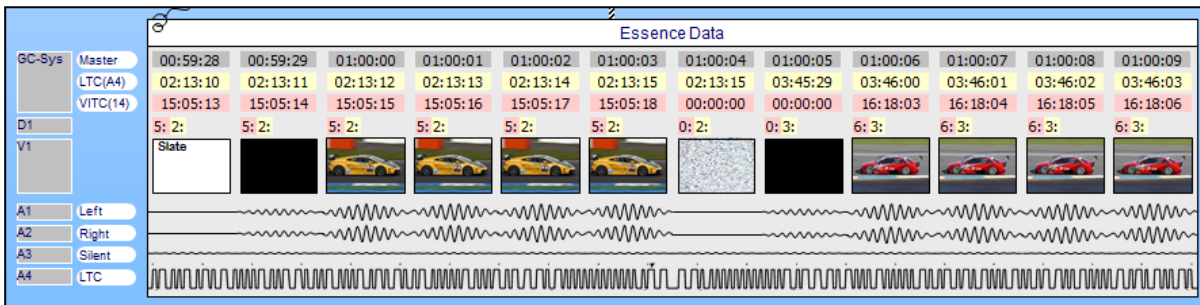 Essence Data
GC-Sys Master 00:59:28 00:59:29 01:00:00 01:00:01 01:00:02 01:00:03 01:00:04 01:00:05 01:00:06 01:00:07 01:00:08 01:00:09
LTC(A4) 02:13:10 02:13:11 02:13:12 02:13:13 02:13:14 02:13:15 02:13:15 03:45:29 03:46:00 03:46:01 03:46:02 03:46:03
VITC(14) 15:05:13 15:05:14 15:05:15 15:05:16 15:05:17 15:05:18 00:00:00 00:00:00 16:18:03 16:18:04 16:18:05 16:18:06
D1 5: 2: 5: 2: 5: 2: 5: 2: 5: 2: 5: 2: 0: 2: 0: 3: 6: 3: 6: 3: 6: 3: 6: 3:
V1 Slate
A1 Left
A2 Right
A3 Silent
A4 LTC